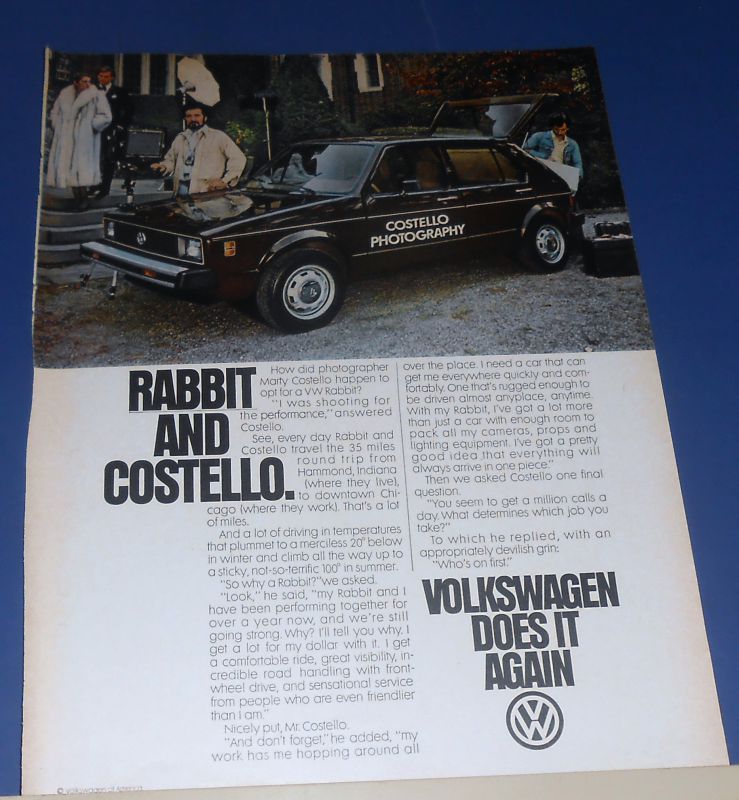 COSTELLO
PHOTOGRAPHY
RABBIT
AND
COSTELLO.
How did photographer
Marty Costello happen to
opt for a VW Rabbit?
"I was shooting for
the performance," answered
Costello.
See, every day Rabbit and
Costello travel the 35 miles
round trip from
Hammond, Indiana
(where they live),
to downtown Chi-
cago (where they work). That's a lot
of miles.
And a lot of driving in temperatures
that plummet to a merciless 20° below
in winter and climb all the way up to
a sticky, not-so-terrific 100° in summer.
"So why a Rabbit?" we asked.
"Look," he said, "my Rabbit and I
have been performing together for
over a year now, and we're still
going strong. Why? I'll tell you why. I
get a lot for my dollar with it. I get
a comfortable ride, great visibility, in-
credible road handling with front-
wheel drive, and sensational service
from people who are even friendlier
than I am."
Nicely put, Mr. Costello.
"And don't forget," he added, "my
work has me hopping around all
over the place. I need a car that can
get me everywhere quickly and com-
fortably. One that's rugged enough to
be driven almost anyplace, anytime.
With my Rabbit, I've got a lot more
than just a car with enough room to
pack all my cameras, props and
lighting equipment. I've got a pretty
good idea that everything will
always arrive in one piece."
Then we asked Costello one final
question.
"You seem to get a million calls a
day. What determines which job you
take?"
To which he replied, with an
appropriately devilish grin:
"Who's on first."
VOLKSWAGEN
DOES IT
AGAIN
VW
© Volkswagen of America